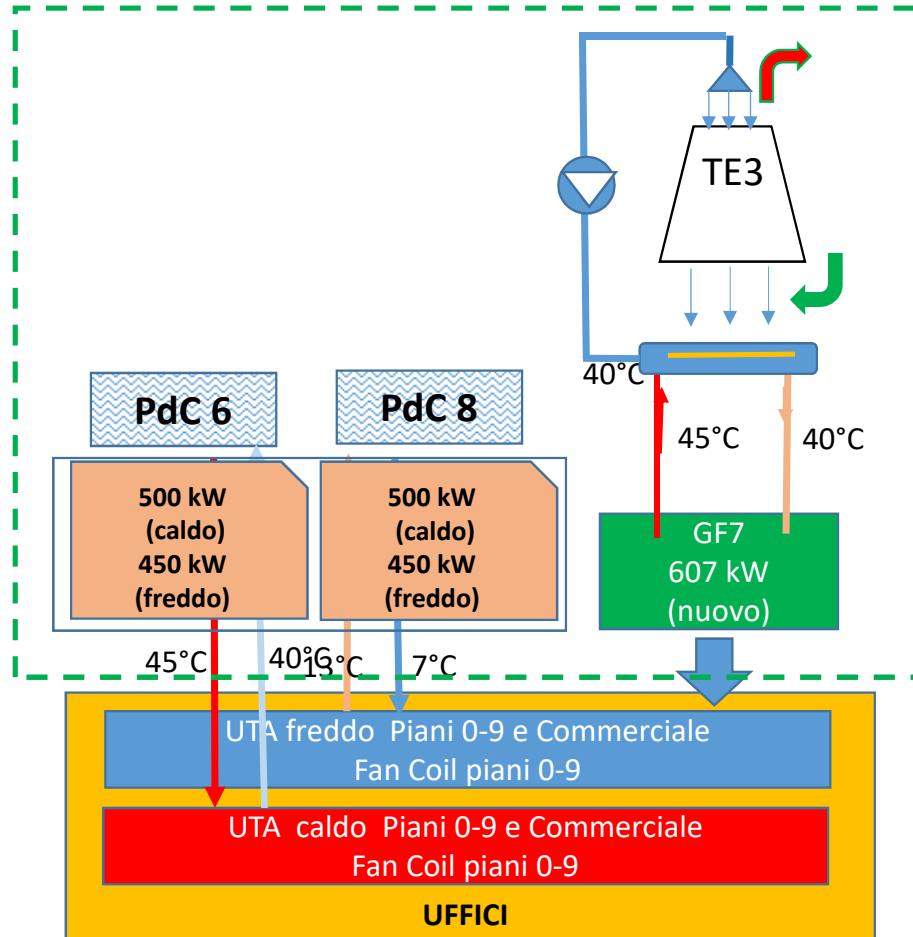 TE3
40°C
45°C
40°C
PdC 6
PdC 8
500 kW
(caldo)
450 kW
(freddo)
500 kW
(caldo)
450 kW
(freddo)
GF7
607 kW
(nuovo)
45°C
40°C
13°C
7°C
UTA freddo Piani 0-9 e Commerciale
Fan Coil piani 0-9
UTA caldo Piani 0-9 e Commerciale
Fan Coil piani 0-9
UFFICI